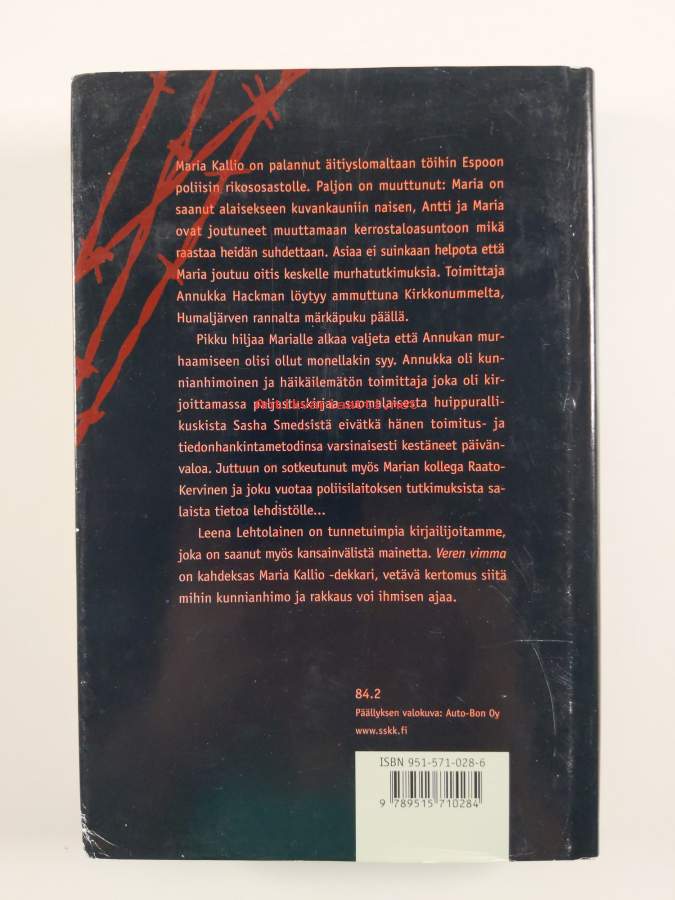 Maria Kallio on palannut äitiyslomaltaan töihin Espoon
poliisin rikososastolle. Paljon on muuttunut: Maria on
saanut alaisekseen kuvankauniin naisen, Antti ja Maria
ovat joutuneet muuttamaan kerrostaloasuntoon mikä
raastaa heidän suhdettaan. Asiaa ei suinkaan helpota että
Maria joutuu oitis keskelle murhatutkimuksia. Toimittaja
Annukka Hackman löytyy ammuttuna Kirkkonummelta,
Humaljärven rannalta märkäpuku päällä.
Pikku hiljaa Marialle alkaa valjeta että Annukan mur-
haamiseen olisi ollut monellakin syy. Annukka oli kun-
nianhimoinen ja häikäilemätön toimittaja joka oli kir-
joittamassa paljastuskirjaa suomalaisesta huippuralli-
kuskista Sasha Smedsistä eivätkä hänen toimitus- ja
tiedonhankintametodinsa varsinaisesti kestäneet päivän-
valoa. Juttuun on sotkeutunut myös Marian kollega Raato-
Kervinen ja joku vuotaa poliisilaitoksen tutkimuksista sa-
laista tietoa lehdistölle...
Leena Lehtolainen on tunnetuimpia kirjailijoitamme,
joka on saanut myös kansainvälistä mainetta. Veren vimma
on kahdeksas Maria Kallio -dekkari, vetävä kertomus siitä
mihin kunnianhimo ja rakkaus voi ihmisen ajaa.
84.2
Päällyksen valokuva: Auto-Bon Oy
www.sskk.fi
ISBN 951-571-028-6
9 789515 710284